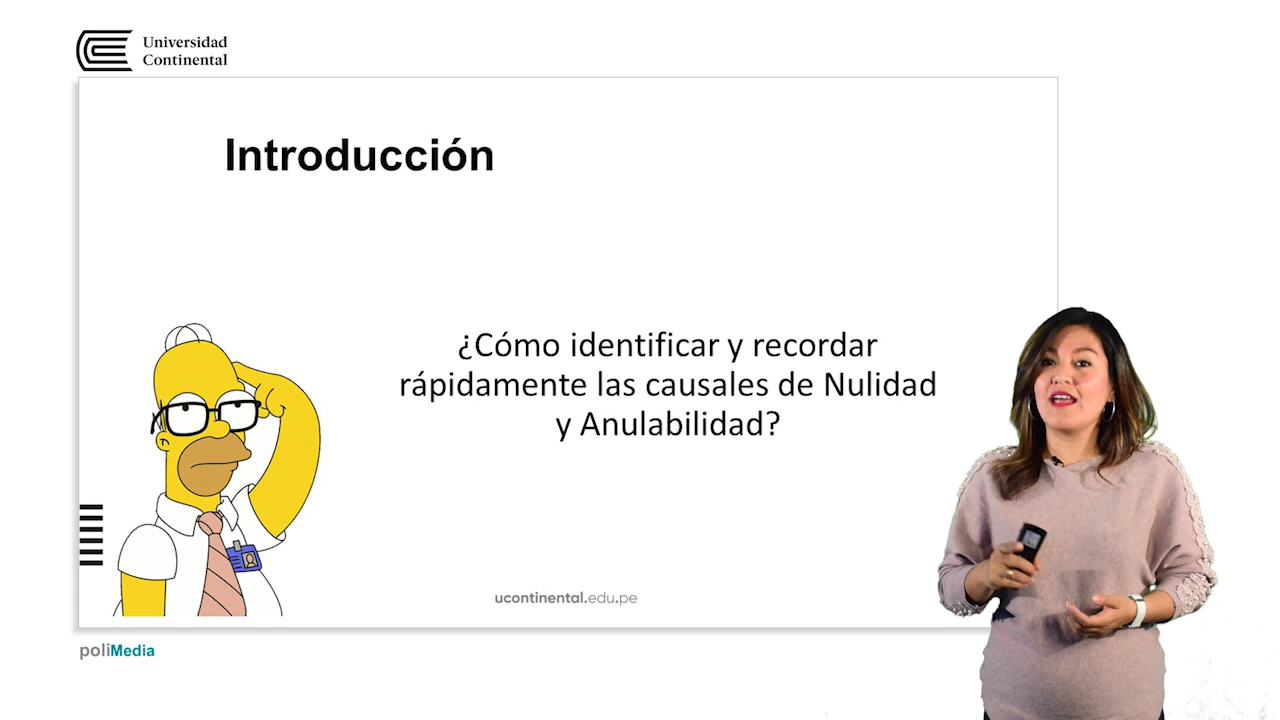 Universidad
Continental
Introducción
¿Cómo identificar y recordar
rápidamente las causales de Nulidad
y Anulabilidad?
ucontinental.edu.pe
poliMedia